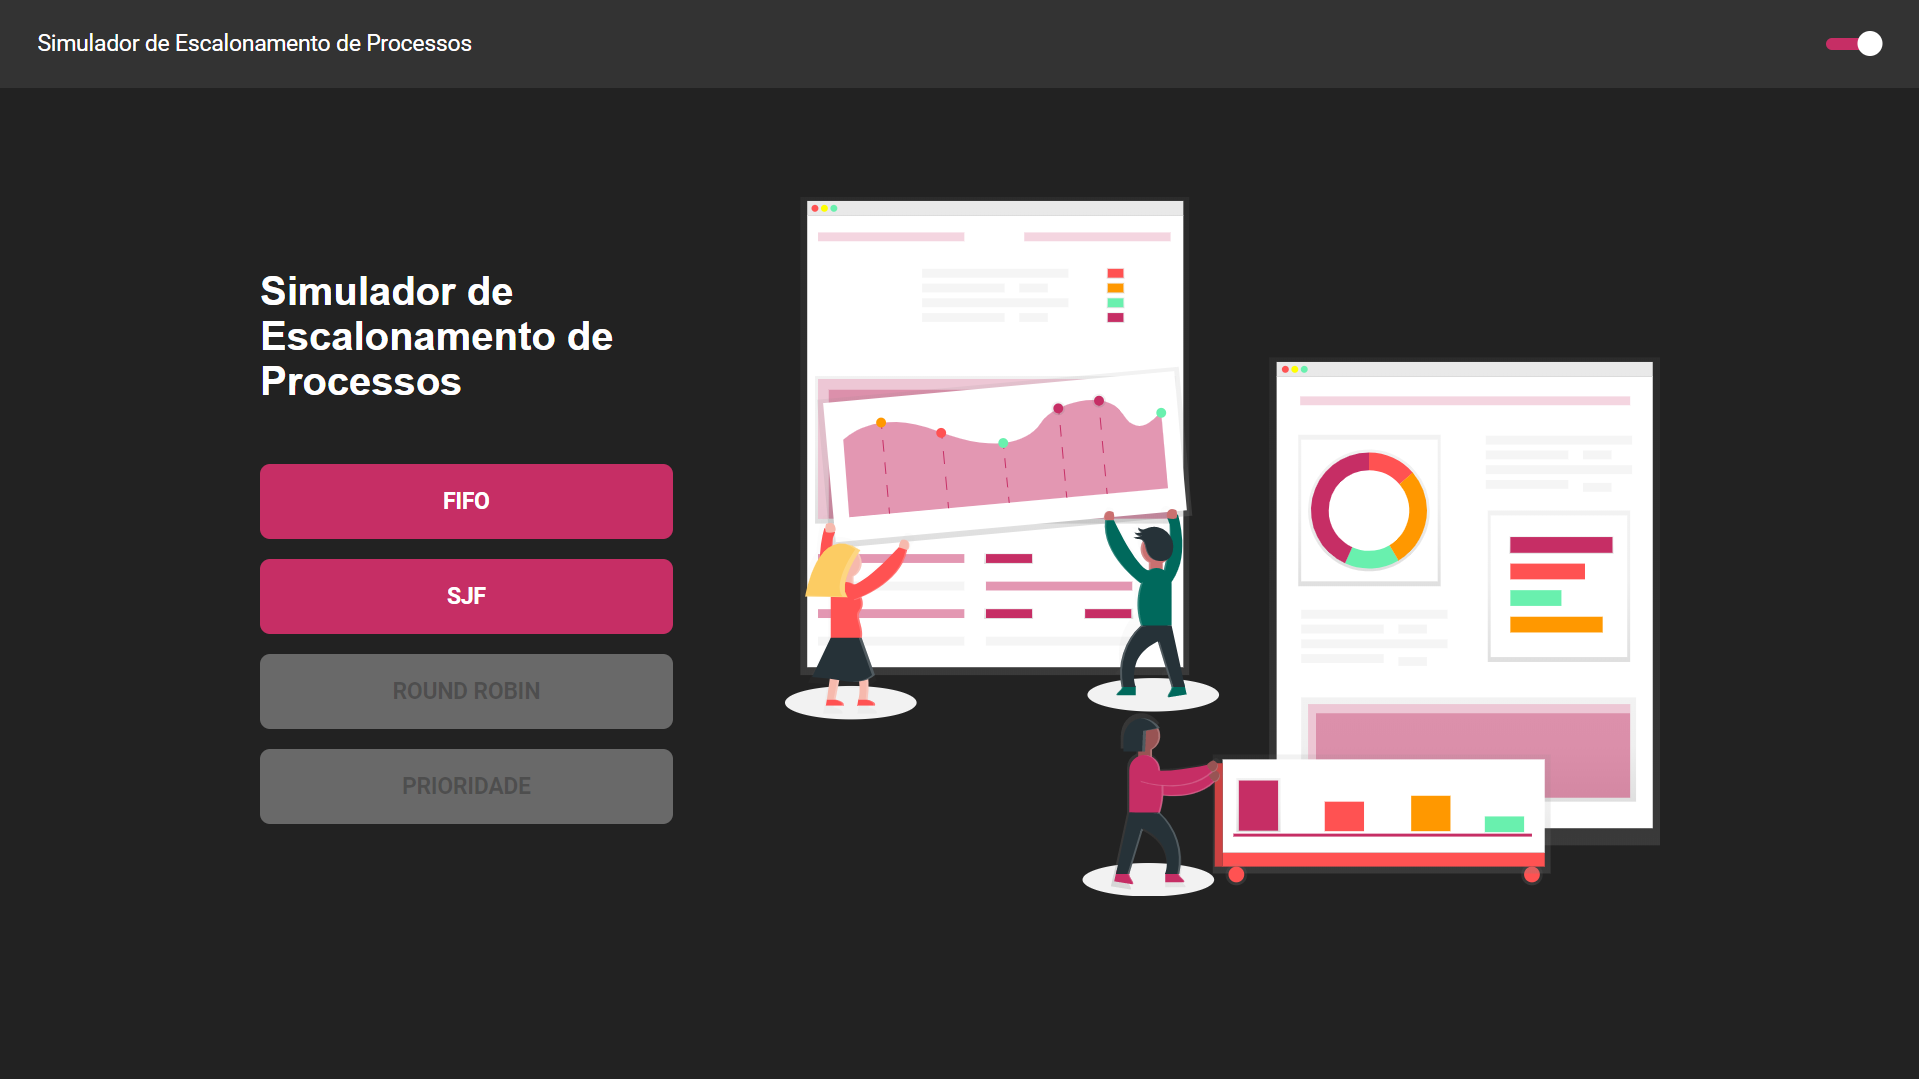 Simulador de Escalonamento de Processos
Simulador de
Escalonamento de
Processos
FIFO
SJF
ROUND ROBIN
PRIORIDADE